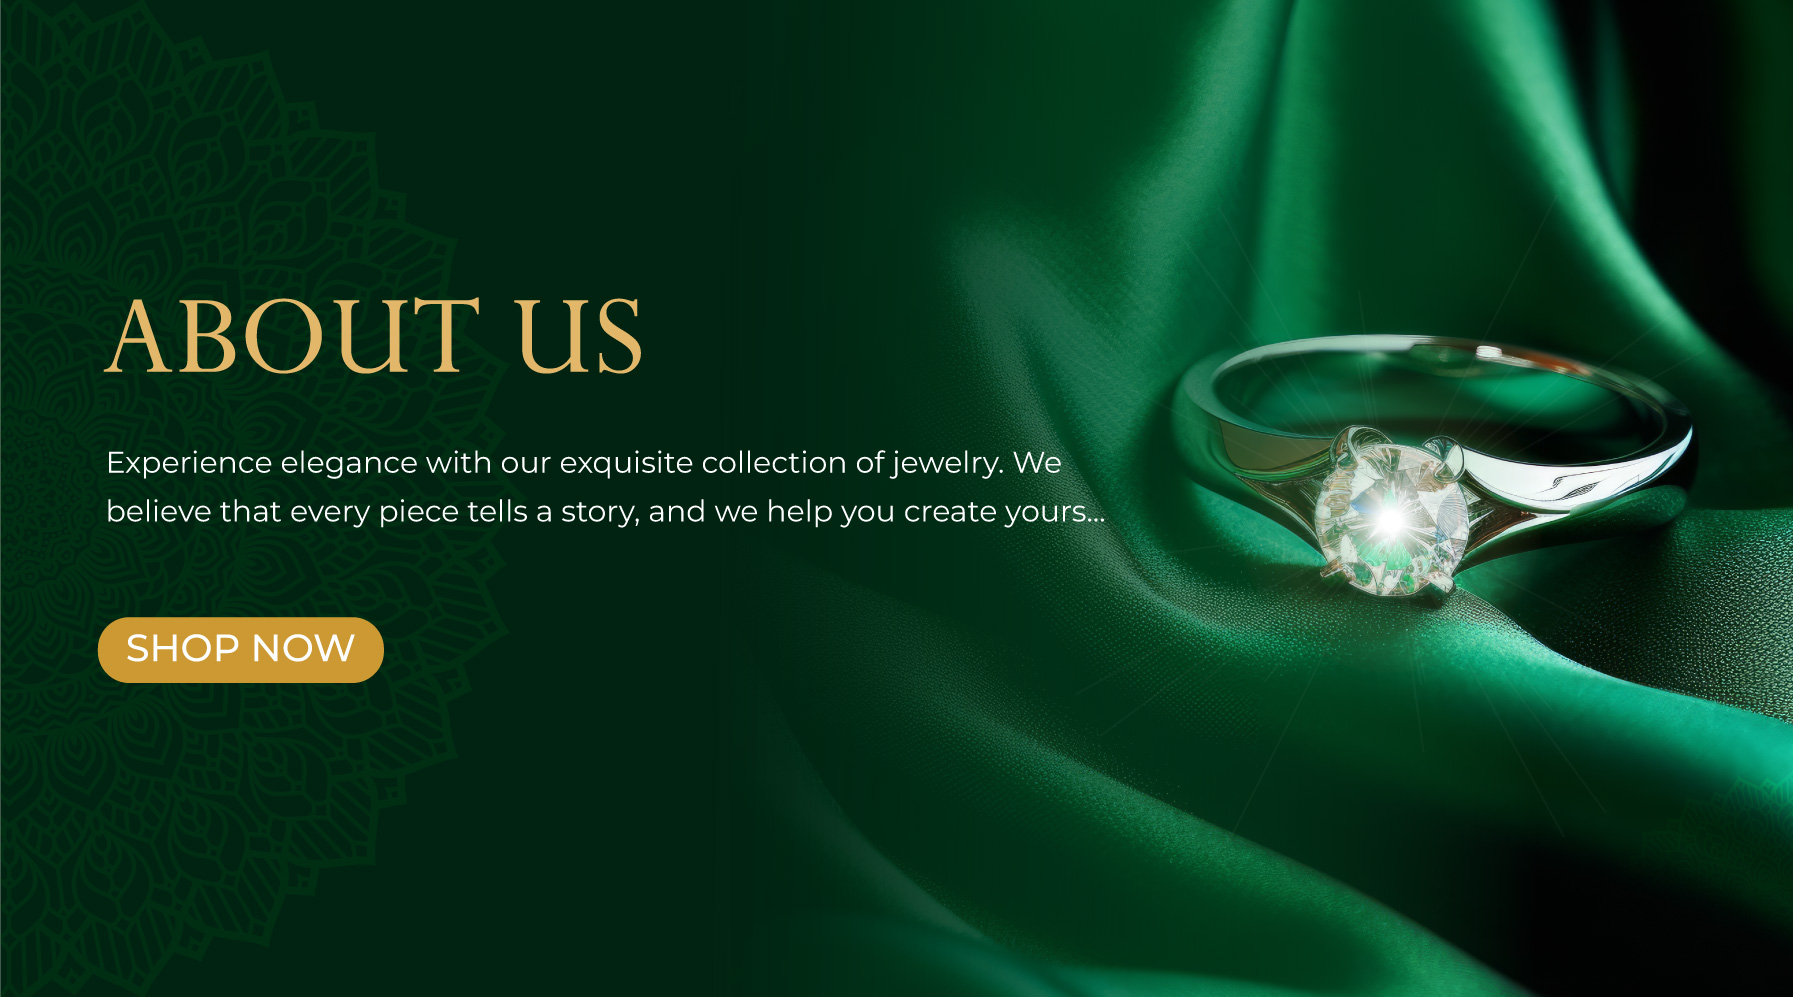 ABOUT US
Experience elegance with our exquisite collection of jewelry. We
believe that every piece tells a story, and we help you create yours...
SHOP NOW